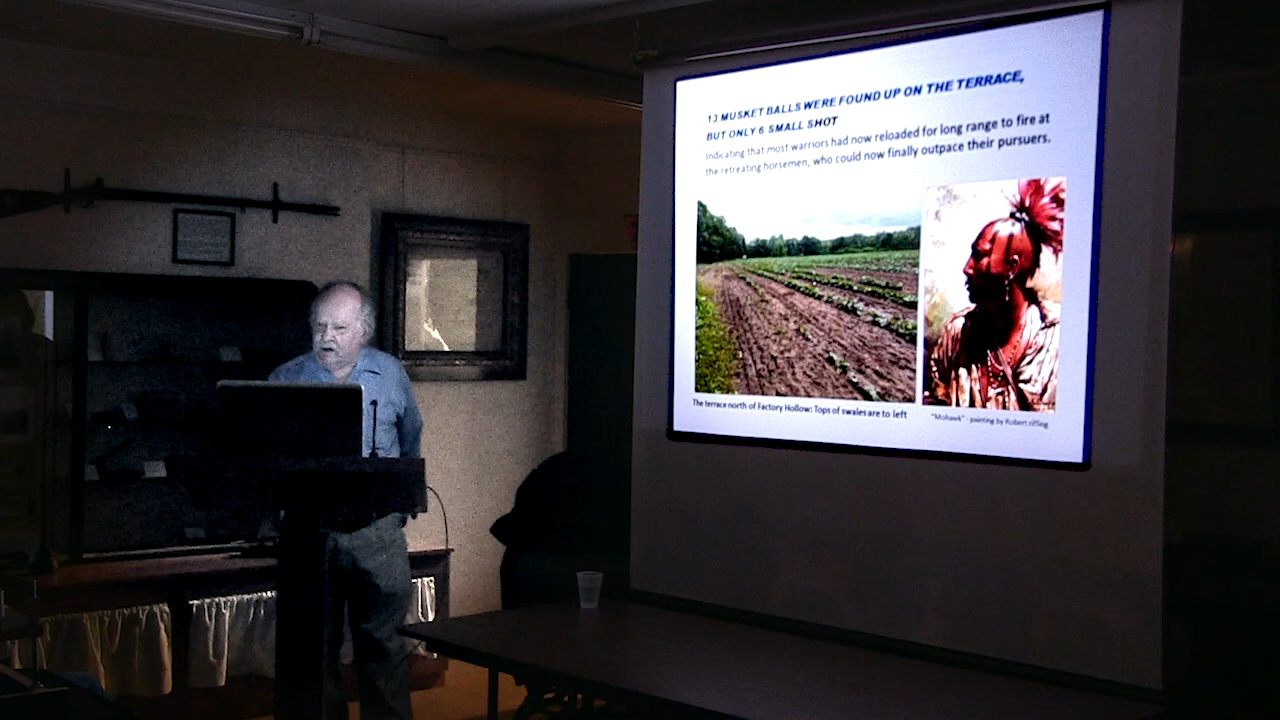 13 MUSKET BALLS WERE FOUND UP ON THE TERRACE,
BUT ONLY 6 SMALL SHOT
Indicating that most warriors had now reloaded for long range to fire at
the retreating horsemen, who could now finally outpace their pursuers.
The terrace north of Factory Hollow: Tops of swales are to left
"Mohawk" - painting by Robert riffing